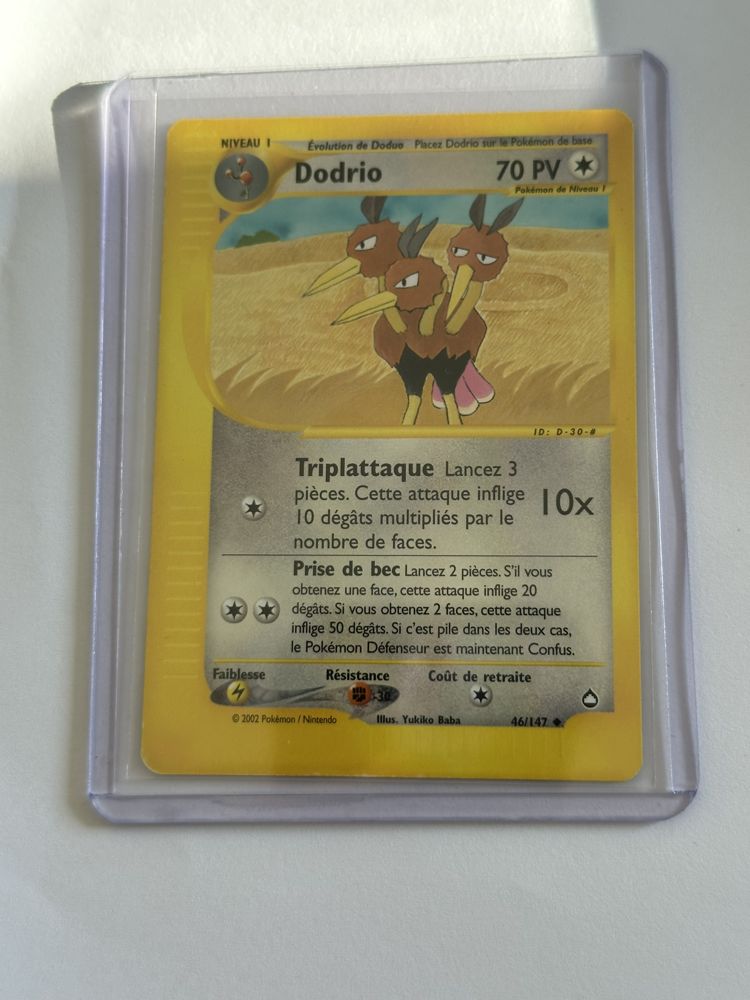 NIVEAU 1 Évolution de Doduo Placez Dodrio sur le Pokémon de base
Dodrio 70 PV
Pokémon de Niveau 1
ID: D-30-#
Triplattaque Lancez 3
pièces. Cette attaque inflige
10 dégâts multipliés par le
nombre de faces.
10x
Prise de bec Lancez 2 pièces. S'il vous
obtenez une face, cette attaque inflige 20
dégâts. Si vous obtenez 2 faces, cette attaque
inflige 50 dégâts. Si c'est pile dans les deux cas,
le Pokémon Défenseur est maintenant Confus.
Faiblesse Résistance Coût de retraite
-30
© 2002 Pokémon / Nintendo Illus. Yukiko Baba 46/147